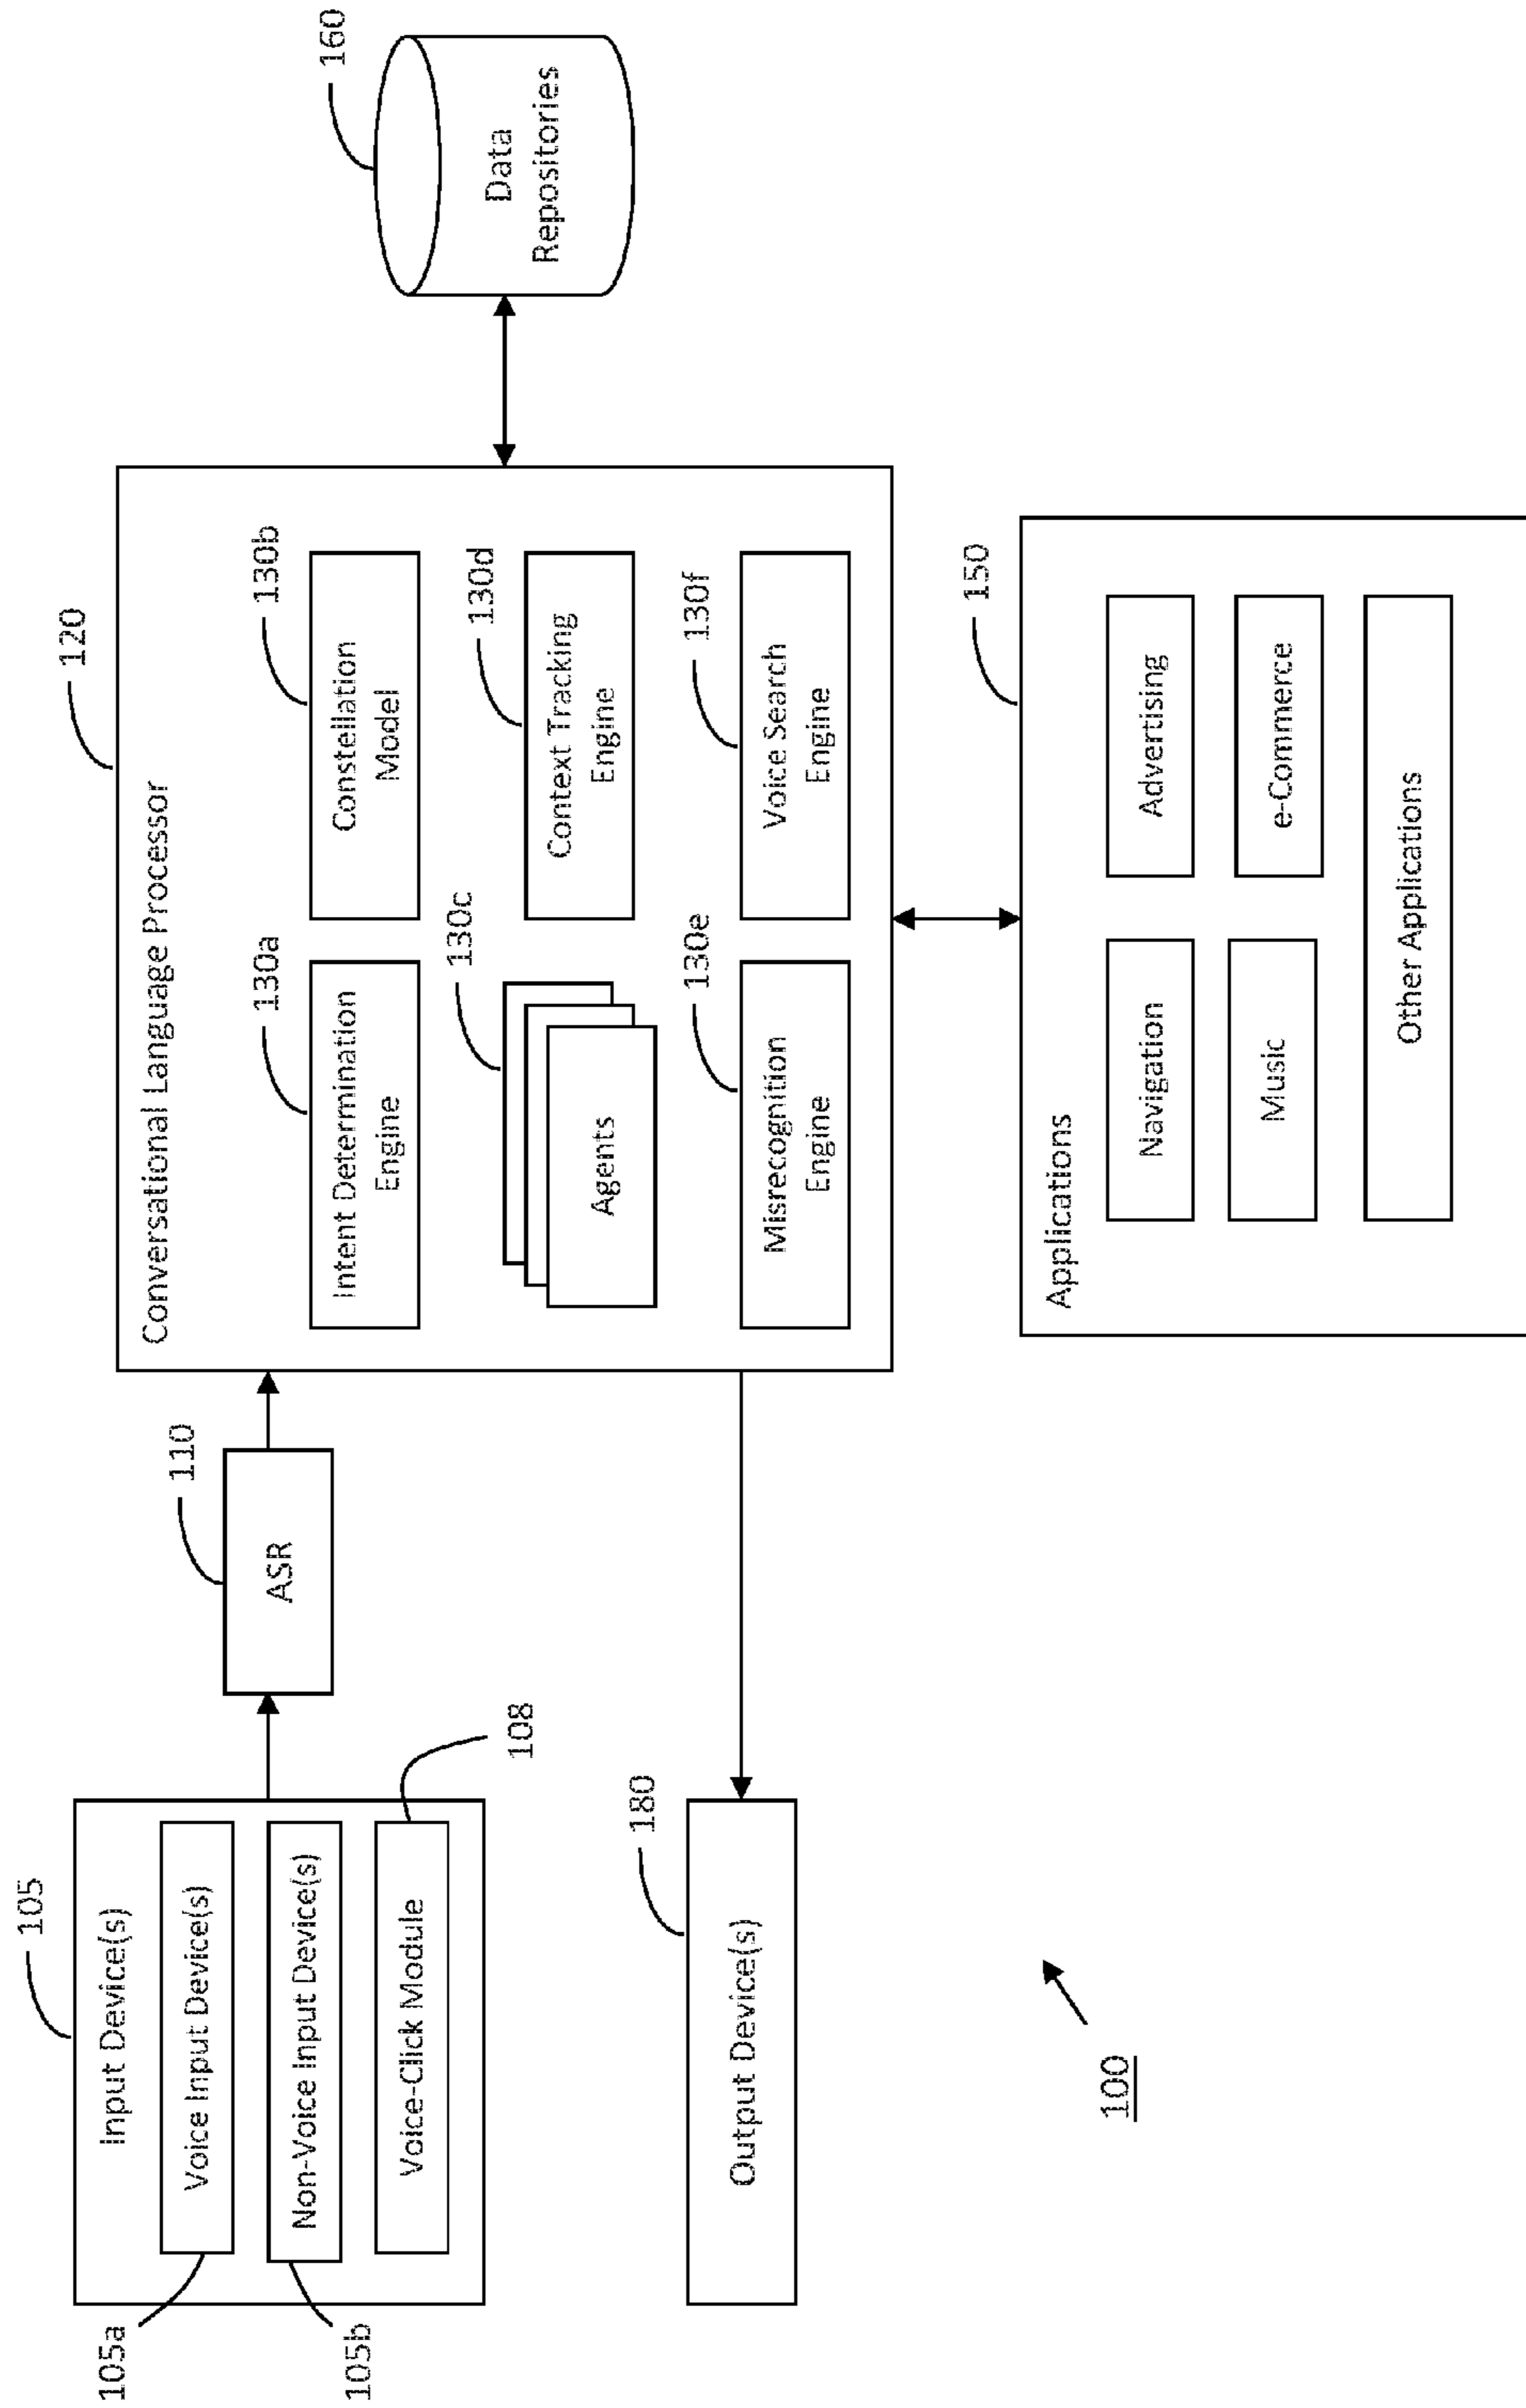 105
Input Device(s)
105a
Voice Input Device(s)
105b
Non-Voice Input Device(s)
Voice-Click Module
108
110
ASR
120
Conversational Language Processor
130a
Intent Determination
Engine
130b
Constellation
Model
130c
Agents
130d
Context Tracking
Engine
130e
Misrecognition
Engine
130f
Voice Search
Engine
160
Data
Repositories
180
Output Device(s)
150
Applications
Navigation
Advertising
Music
e-Commerce
Other Applications
100